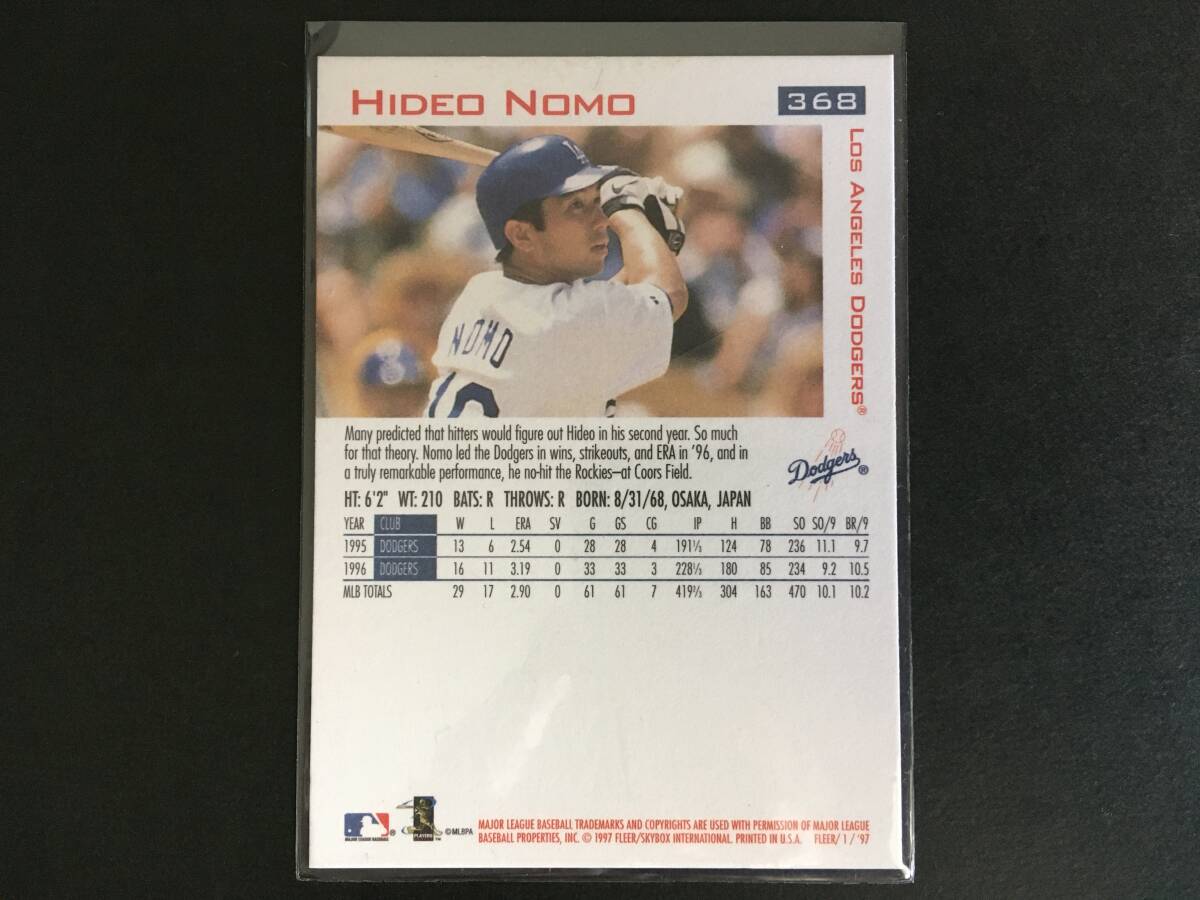 HIDEO NOMO
368
LOS ANGELES DODGERS®
NOMO
Many predicted that hitters would figure out Hideo in his second year. So much
for that theory. Nomo led the Dodgers in wins, strikeouts, and ERA in '96, and in
a truly remarkable performance, he no-hit the Rockies—at Coors Field.
Dodgers®
HT: 6'2" WT: 210 BATS: R THROWS: R BORN: 8/31/68, OSAKA, JAPAN
YEAR CLUB W L ERA SV G GS CG IP H BB SO SO/9 BR/9
1995 DODGERS 13 6 2.54 0 28 28 4 191⅓ 124 78 236 11.1 9.7
1996 DODGERS 16 11 3.19 0 33 33 3 228⅓ 180 85 234 9.2 10.5
MLB TOTALS 29 17 2.90 0 61 61 7 419⅔ 304 163 470 10.1 10.2
MAJOR LEAGUE BASEBALL ®
PLAYERS ™
©MLBPA
MAJOR LEAGUE BASEBALL TRADEMARKS AND COPYRIGHTS ARE USED WITH PERMISSION OF MAJOR LEAGUE
BASEBALL PROPERTIES, INC. © 1997 FLEER/SKYBOX INTERNATIONAL. PRINTED IN U.S.A. FLEER/ 1 / '97